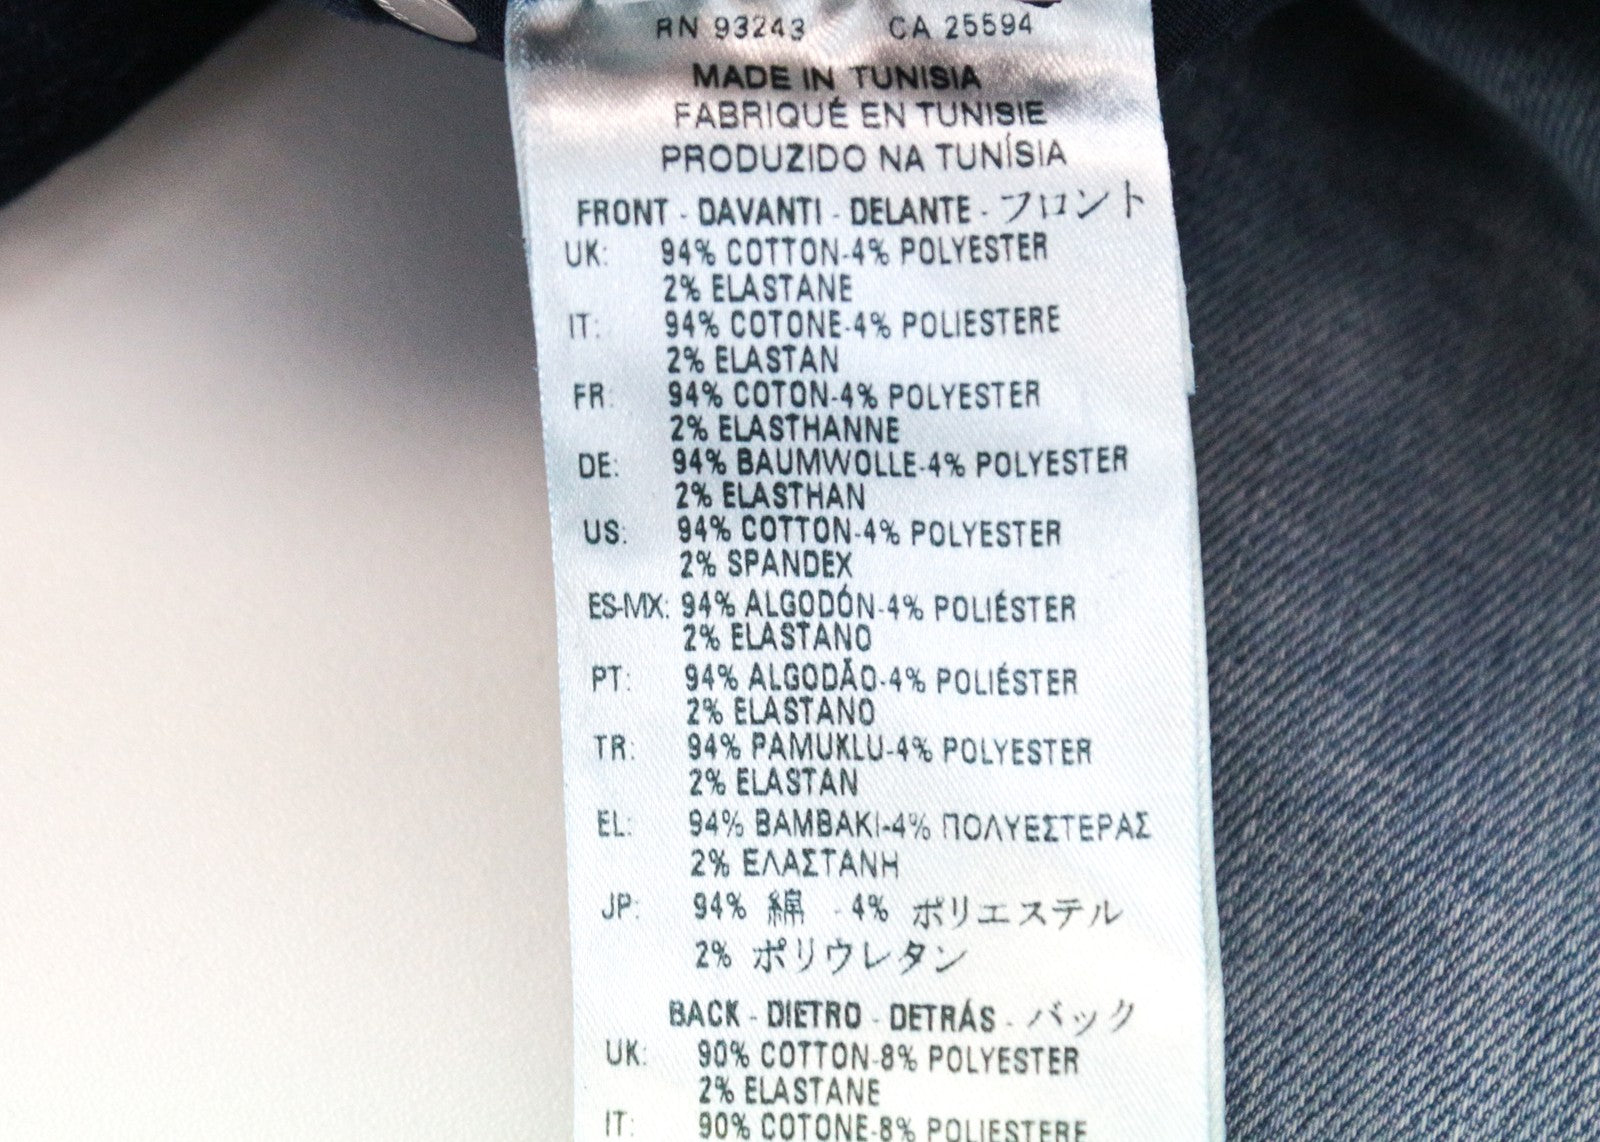 RN 93243 CA 25594
MADE IN TUNISIA
FABRIQUÉ EN TUNISIE
PRODUZIDO NA TUNÍSIA
FRONT - DAVANTI - DELANTE - フロント
UK: 94% COTTON-4% POLYESTER
2% ELASTANE
IT: 94% COTONE-4% POLIESTERE
2% ELASTAN
FR: 94% COTON-4% POLYESTER
2% ELASTHANNE
DE: 94% BAUMWOLLE-4% POLYESTER
2% ELASTHAN
US: 94% COTTON-4% POLYESTER
2% SPANDEX
ES-MX: 94% ALGODÓN-4% POLIÉSTER
2% ELASTANO
PT: 94% ALGODÃO-4% POLIÉSTER
2% ELASTANO
TR: 94% PAMUKLU-4% POLYESTER
2% ELASTAN
EL: 94% BAMBAKI-4% ΠΟΛΥΕΣΤΕΡΑΣ
2% ΕΛΑΣΤΑΝΗ
JP: 94% 綿 - 4% ポリエステル
2% ポリウレタン
BACK - DIETRO - DETRÁS - バック
UK: 90% COTTON-8% POLYESTER
2% ELASTANE
IT: 90% COTONE-8% POLIESTERE